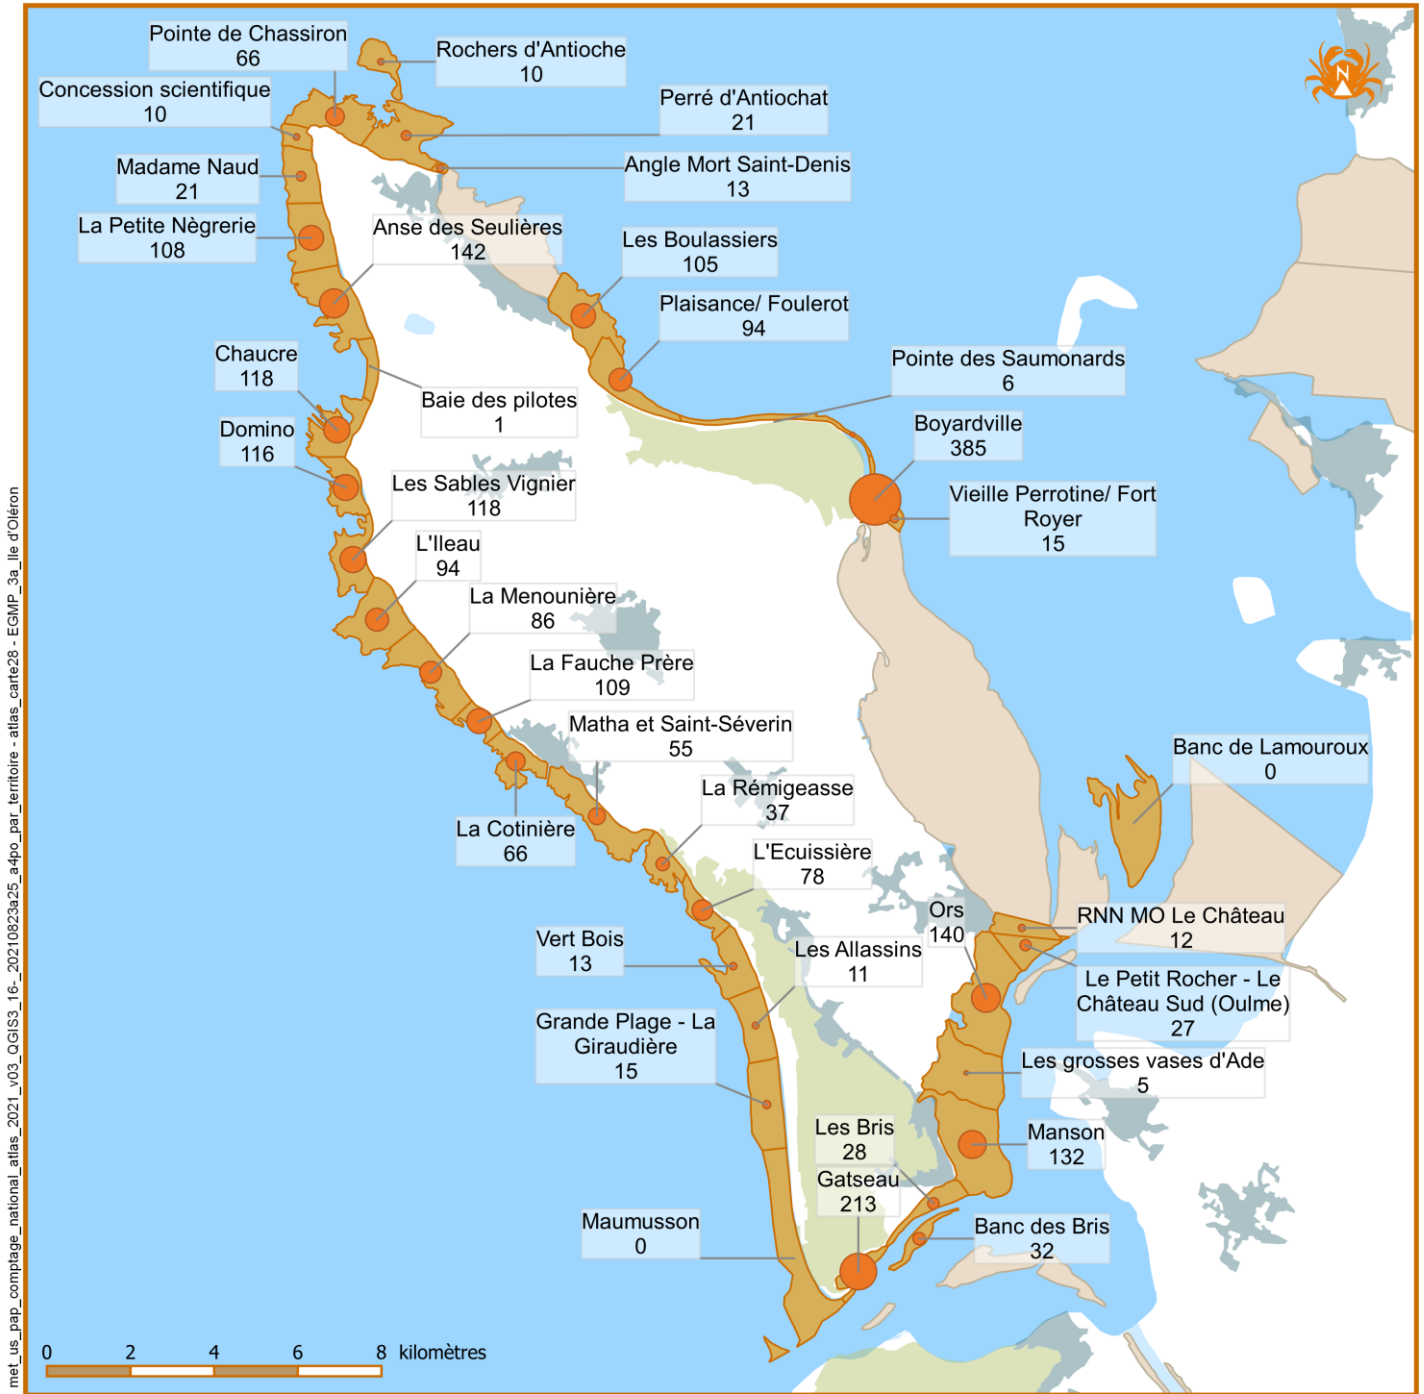 Pointe de Chassiron
66
Rochers d'Antioche
10
Concession scientifique
10
Perré d'Antiochat
21
Madame Naud
21
Angle Mort Saint-Denis
13
La Petite Nègrerie
108
Anse des Seulières
142
Les Boulassiers
105
Plaisance/ Foulerot
94
Chaucre
118
Pointe des Saumonards
6
Baie des pilotes
1
Domino
116
Boyardville
385
Les Sables Vignier
118
Vieille Perrotine/ Fort
Royer
15
L'Ileau
94
La Menounière
86
La Fauche Prère
109
Matha et Saint-Séverin
55
Banc de Lamouroux
0
La Rémigeasse
37
La Cotinière
66
L'Ecuissière
78
Ors
140
RNN MO Le Château
12
Vert Bois
13
Les Allassins
11
Le Petit Rocher - Le
Château Sud (Oulme)
27
Grande Plage - La
Giraudière
15
Les grosses vases d'Ade
5
Les Bris
28
Manson
132
Gatseau
213
Maumusson
0
Banc des Bris
32
N
0 2 4 6 8 kilomètres
met_us_pap_comptage_national_atlas_2021_v03_QGIS3_16-_20210823a25_a4po_par_territoire - atlas_carte28 - EGMP_3a_Ile d'Oléron